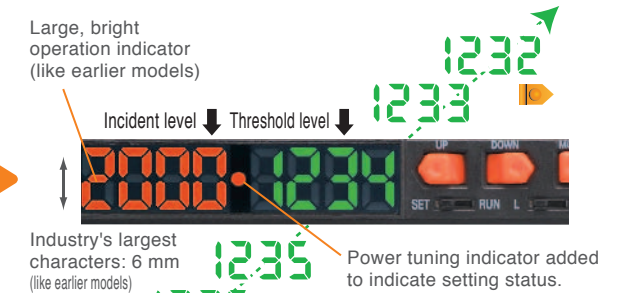 Large, bright
operation indicator
(like earlier models)
1232
1233
Incident level Threshold level
2000 1234
UP DOWN
SET RUN L
Industry's largest
characters: 6 mm
(like earlier models)
1235
Power tuning indicator added
to indicate setting status.